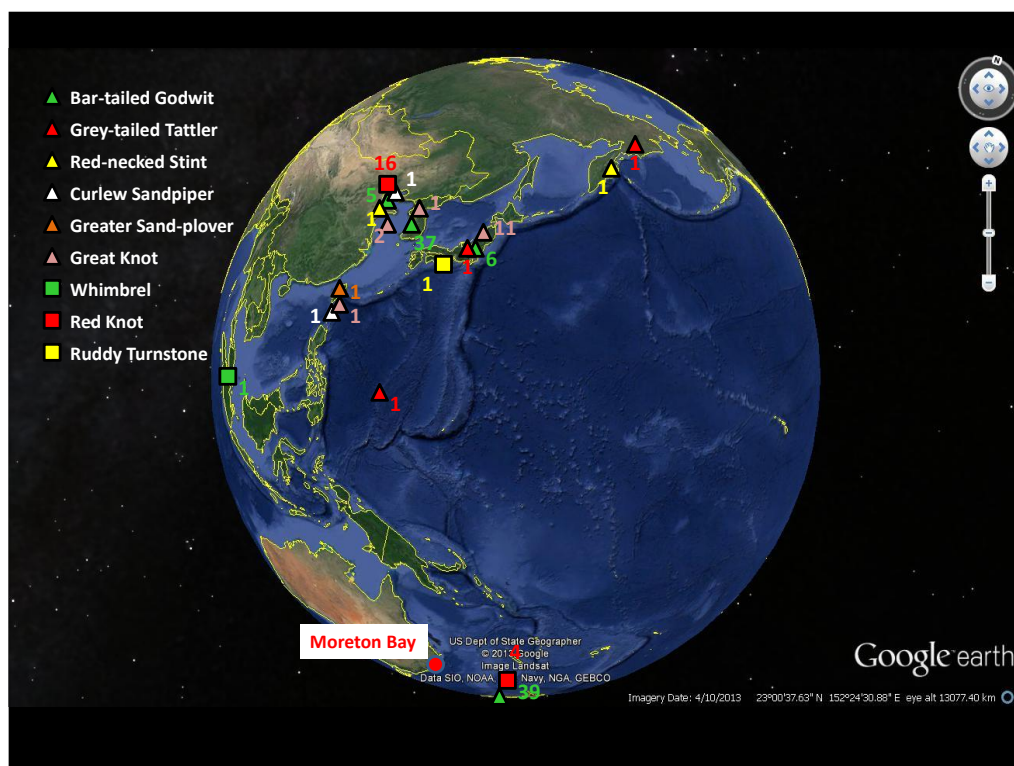 N
Bar-tailed Godwit
Grey-tailed Tattler
Red-necked Stint
Curlew Sandpiper
Greater Sand-plover
Great Knot
Whimbrel
Red Knot
Ruddy Turnstone
16
1
1
5
1
1
1
2
37
11
1
6
1
1
1
1
1
1
Moreton Bay
US Dept of State Geographer
© 2013 Google
4
Image Landsat
Data SIO, NOAA, Navy, NGA, GEBCO
39
Google earth
Imagery Date: 4/10/2013 23°00'37.63" N 152°24'30.88" E eye alt 13077.40 km